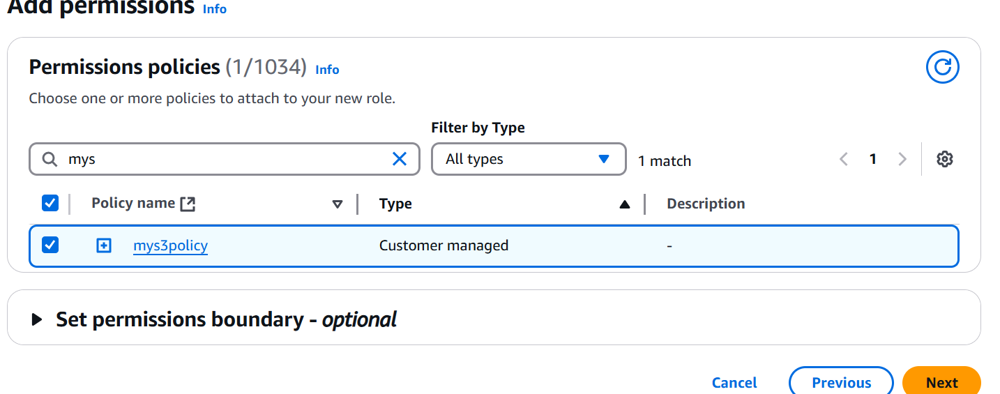 Add permissions Info
Permissions policies (1/1034) Info
Choose one or more policies to attach to your new role.
Filter by Type
mys
All types
1 match
1
Policy name
Type
Description
mys3policy
Customer managed
-
Set permissions boundary - optional
Cancel
Previous
Next